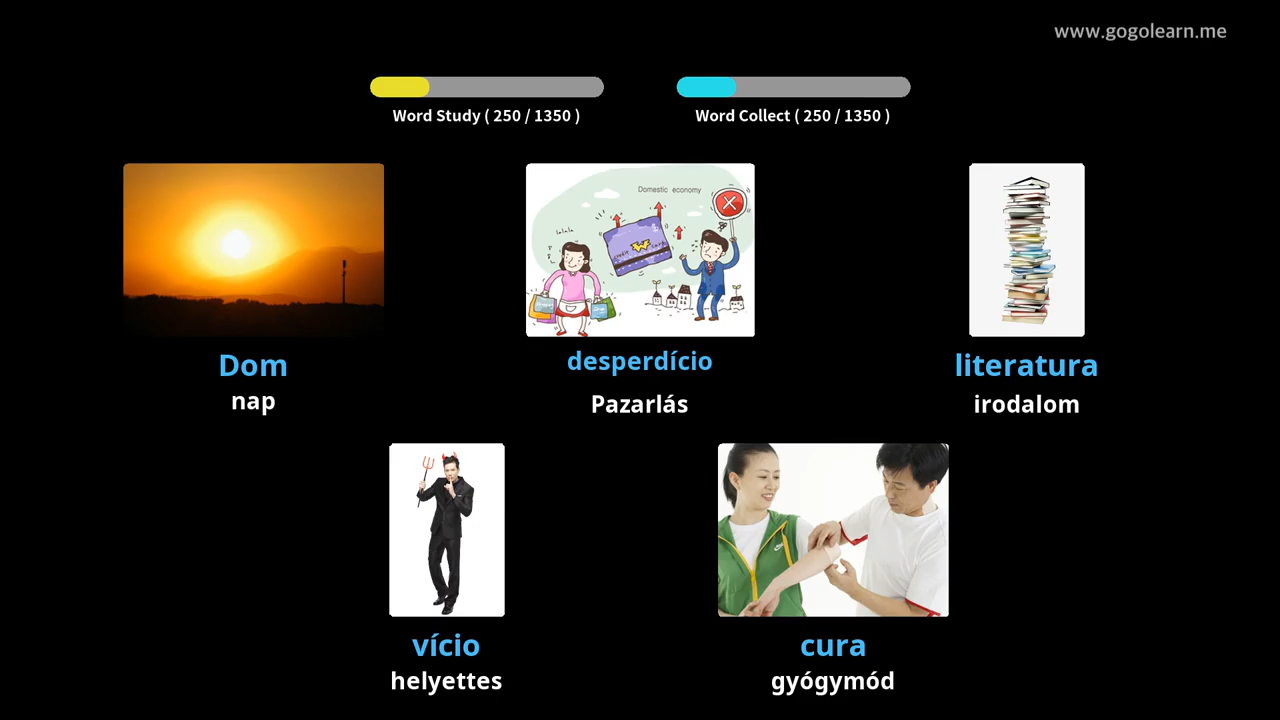 www.gogolearn.me
Word Study ( 250 / 1350 )
Word Collect ( 250 / 1350 )
Domestic economy
lalala
Dom
nap
desperdício
Pazarlás
literatura
irodalom
vício
helyettes
cura
gyógymód